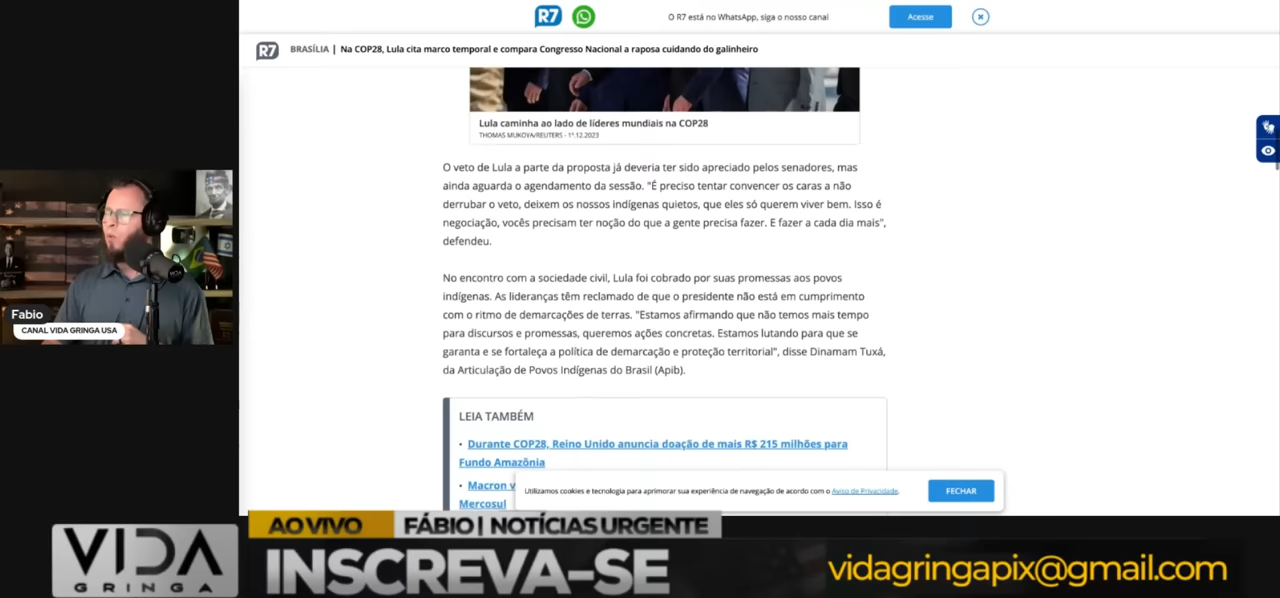 R7
O R7 está no WhatsApp, siga o nosso canal
Acesse
R7
BRASÍLIA | Na COP28, Lula cita marco temporal e compara Congresso Nacional a raposa cuidando do galinheiro
Lula caminha ao lado de líderes mundiais na COP28
THOMAS MUKOYA/REUTERS - 1º.12.2023
O veto de Lula a parte da proposta já deveria ter sido apreciado pelos senadores, mas
ainda aguarda o agendamento da sessão. "É preciso tentar convencer os caras a não
derrubar o veto, deixem os nossos indígenas quietos, que eles só querem viver bem. Isso é
negociação, vocês precisam ter noção do que a gente precisa fazer. E fazer a cada dia mais",
defendeu.
No encontro com a sociedade civil, Lula foi cobrado por suas promessas aos povos
indígenas. As lideranças têm reclamado de que o presidente não está em cumprimento
com o ritmo de demarcações de terras. "Estamos afirmando que não temos mais tempo
para discursos e promessas, queremos ações concretas. Estamos lutando para que se
garanta e se fortaleça a política de demarcação e proteção territorial", disse Dinamam Tuxá,
da Articulação de Povos Indígenas do Brasil (Apib).
LEIA TAMBÉM
• Durante COP28, Reino Unido anuncia doação de mais R$ 215 milhões para
Fundo Amazônia
• Macron v
Mercosul
Utilizamos cookies e tecnologia para aprimorar sua experiência de navegação de acordo com o Aviso de Privacidade.
FECHAR
Fabio
CANAL VIDA GRINGA USA
VIDA
GRINGA
AO VIVO
FÁBIO | NOTÍCIAS URGENTE
INSCREVA-SE
vidagringapix@gmail.com